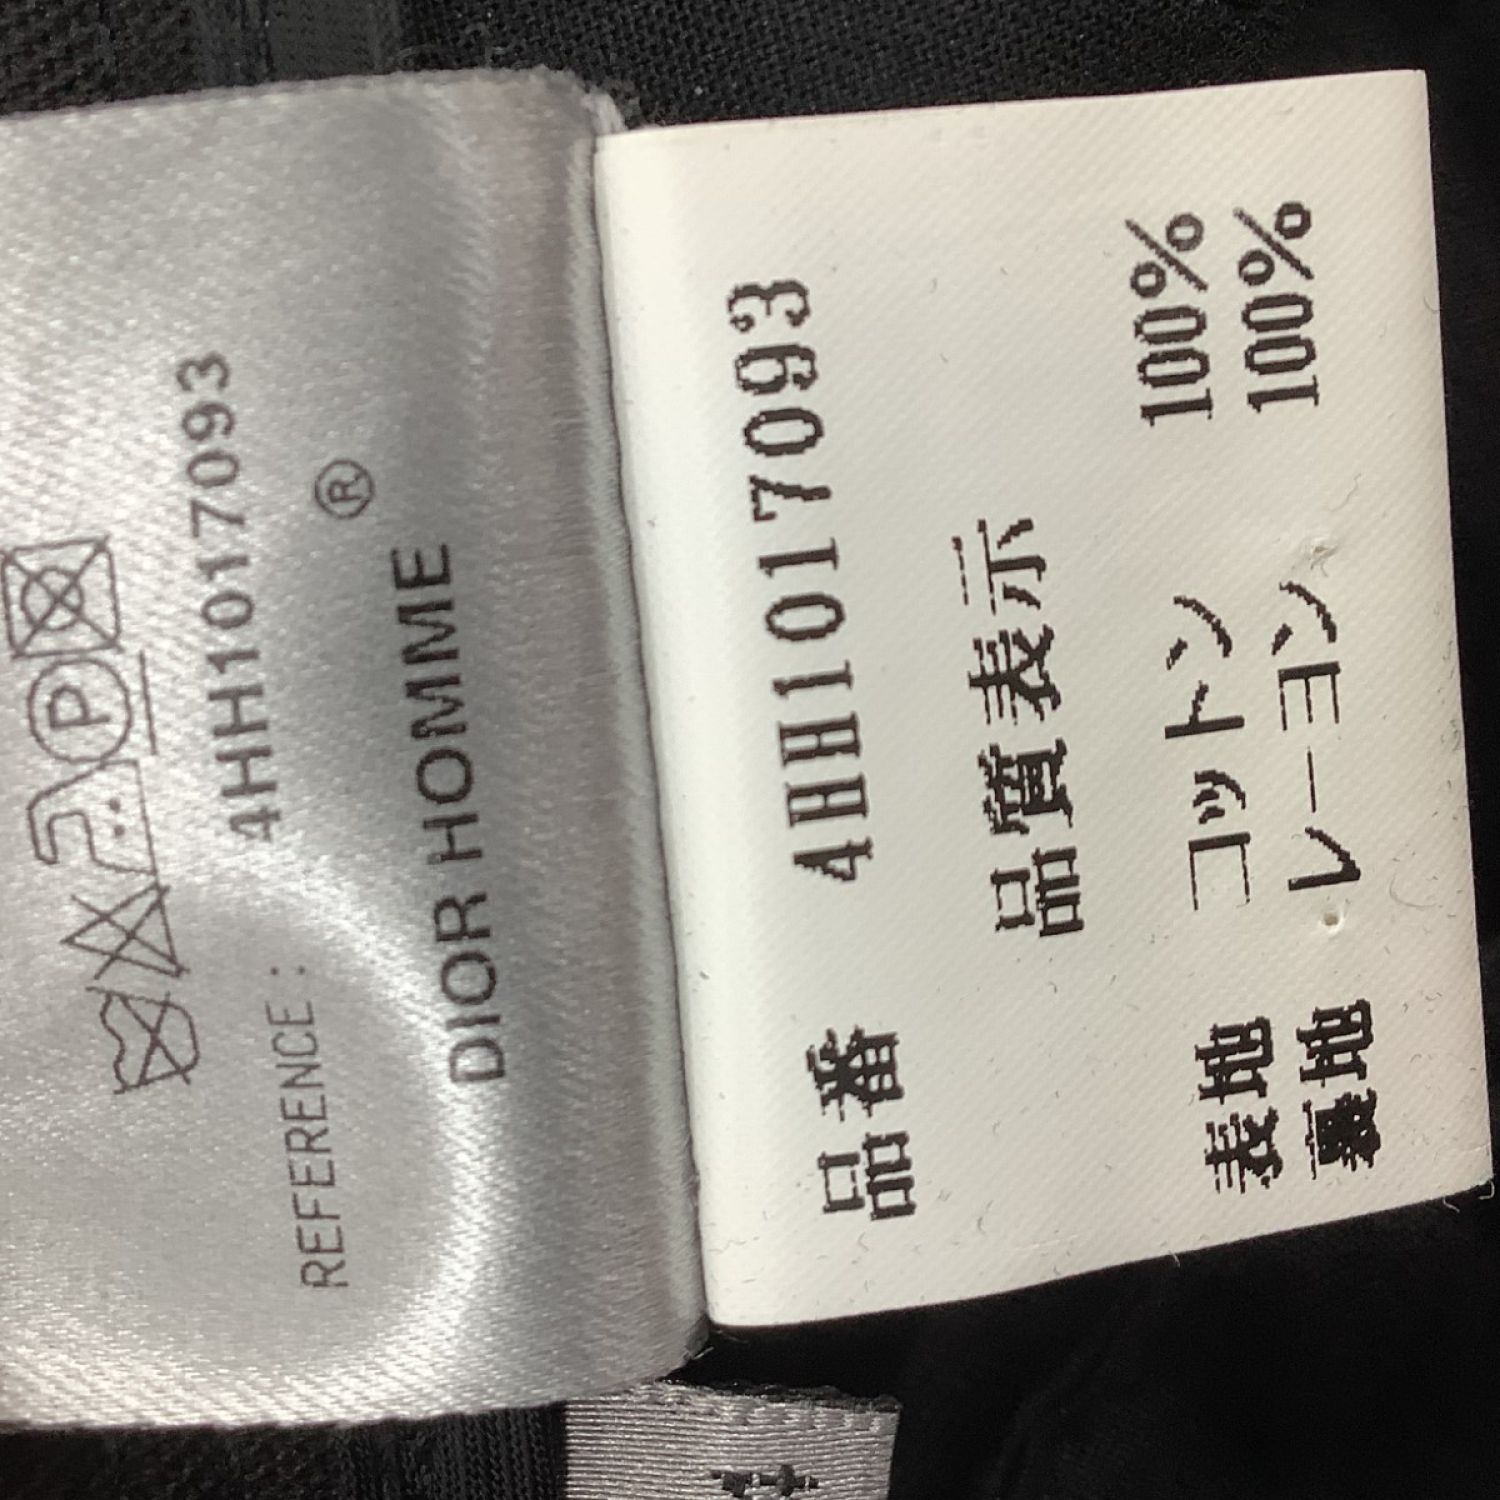 DIOR HOMME ®
REFERENCE :
4HH1017093
P
品番 4HH1017093
品質表示
表地 コットン 100%
裏地 レーヨン 100%